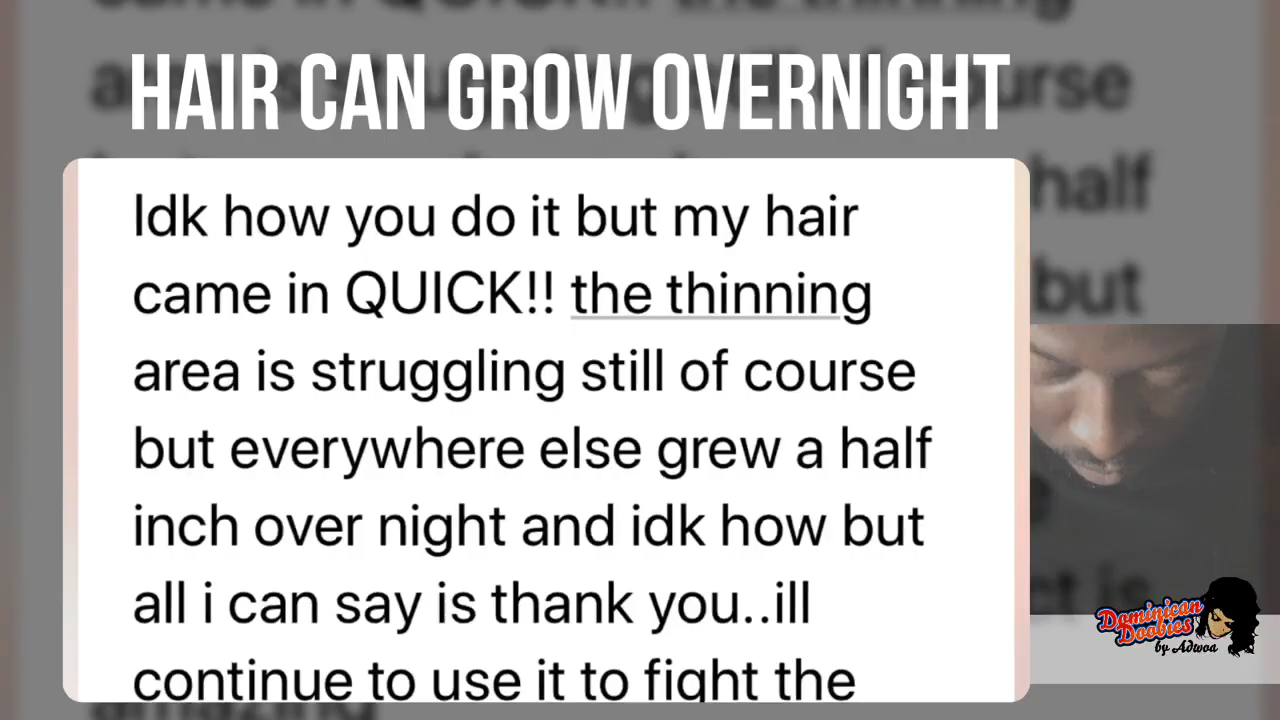 HAIR CAN GROW OVERNIGHT
Idk how you do it but my hair
came in QUICK!! the thinning
area is struggling still of course
but everywhere else grew a half
inch over night and idk how but
all i can say is thank you..ill
continue to use it to fight the
Dominican
Doobies
by Adwoa